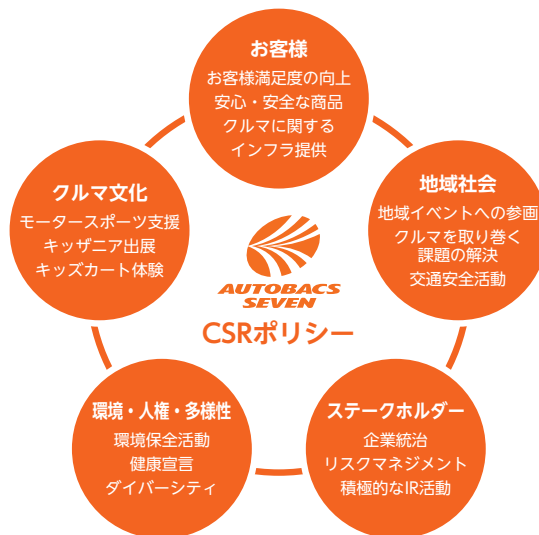 お客様
お客様満足度の向上
安心・安全な商品
クルマに関する
インフラ提供
地域社会
地域イベントへの参画
クルマを取り巻く
課題の解決
交通安全活動
ステークホルダー
企業統治
リスクマネジメント
積極的なIR活動
環境・人権・多様性
環境保全活動
健康宣言
ダイバーシティ
クルマ文化
モータースポーツ支援
キッザニア出展
キッズカート体験
AUTOBACS
SEVEN
CSRポリシー